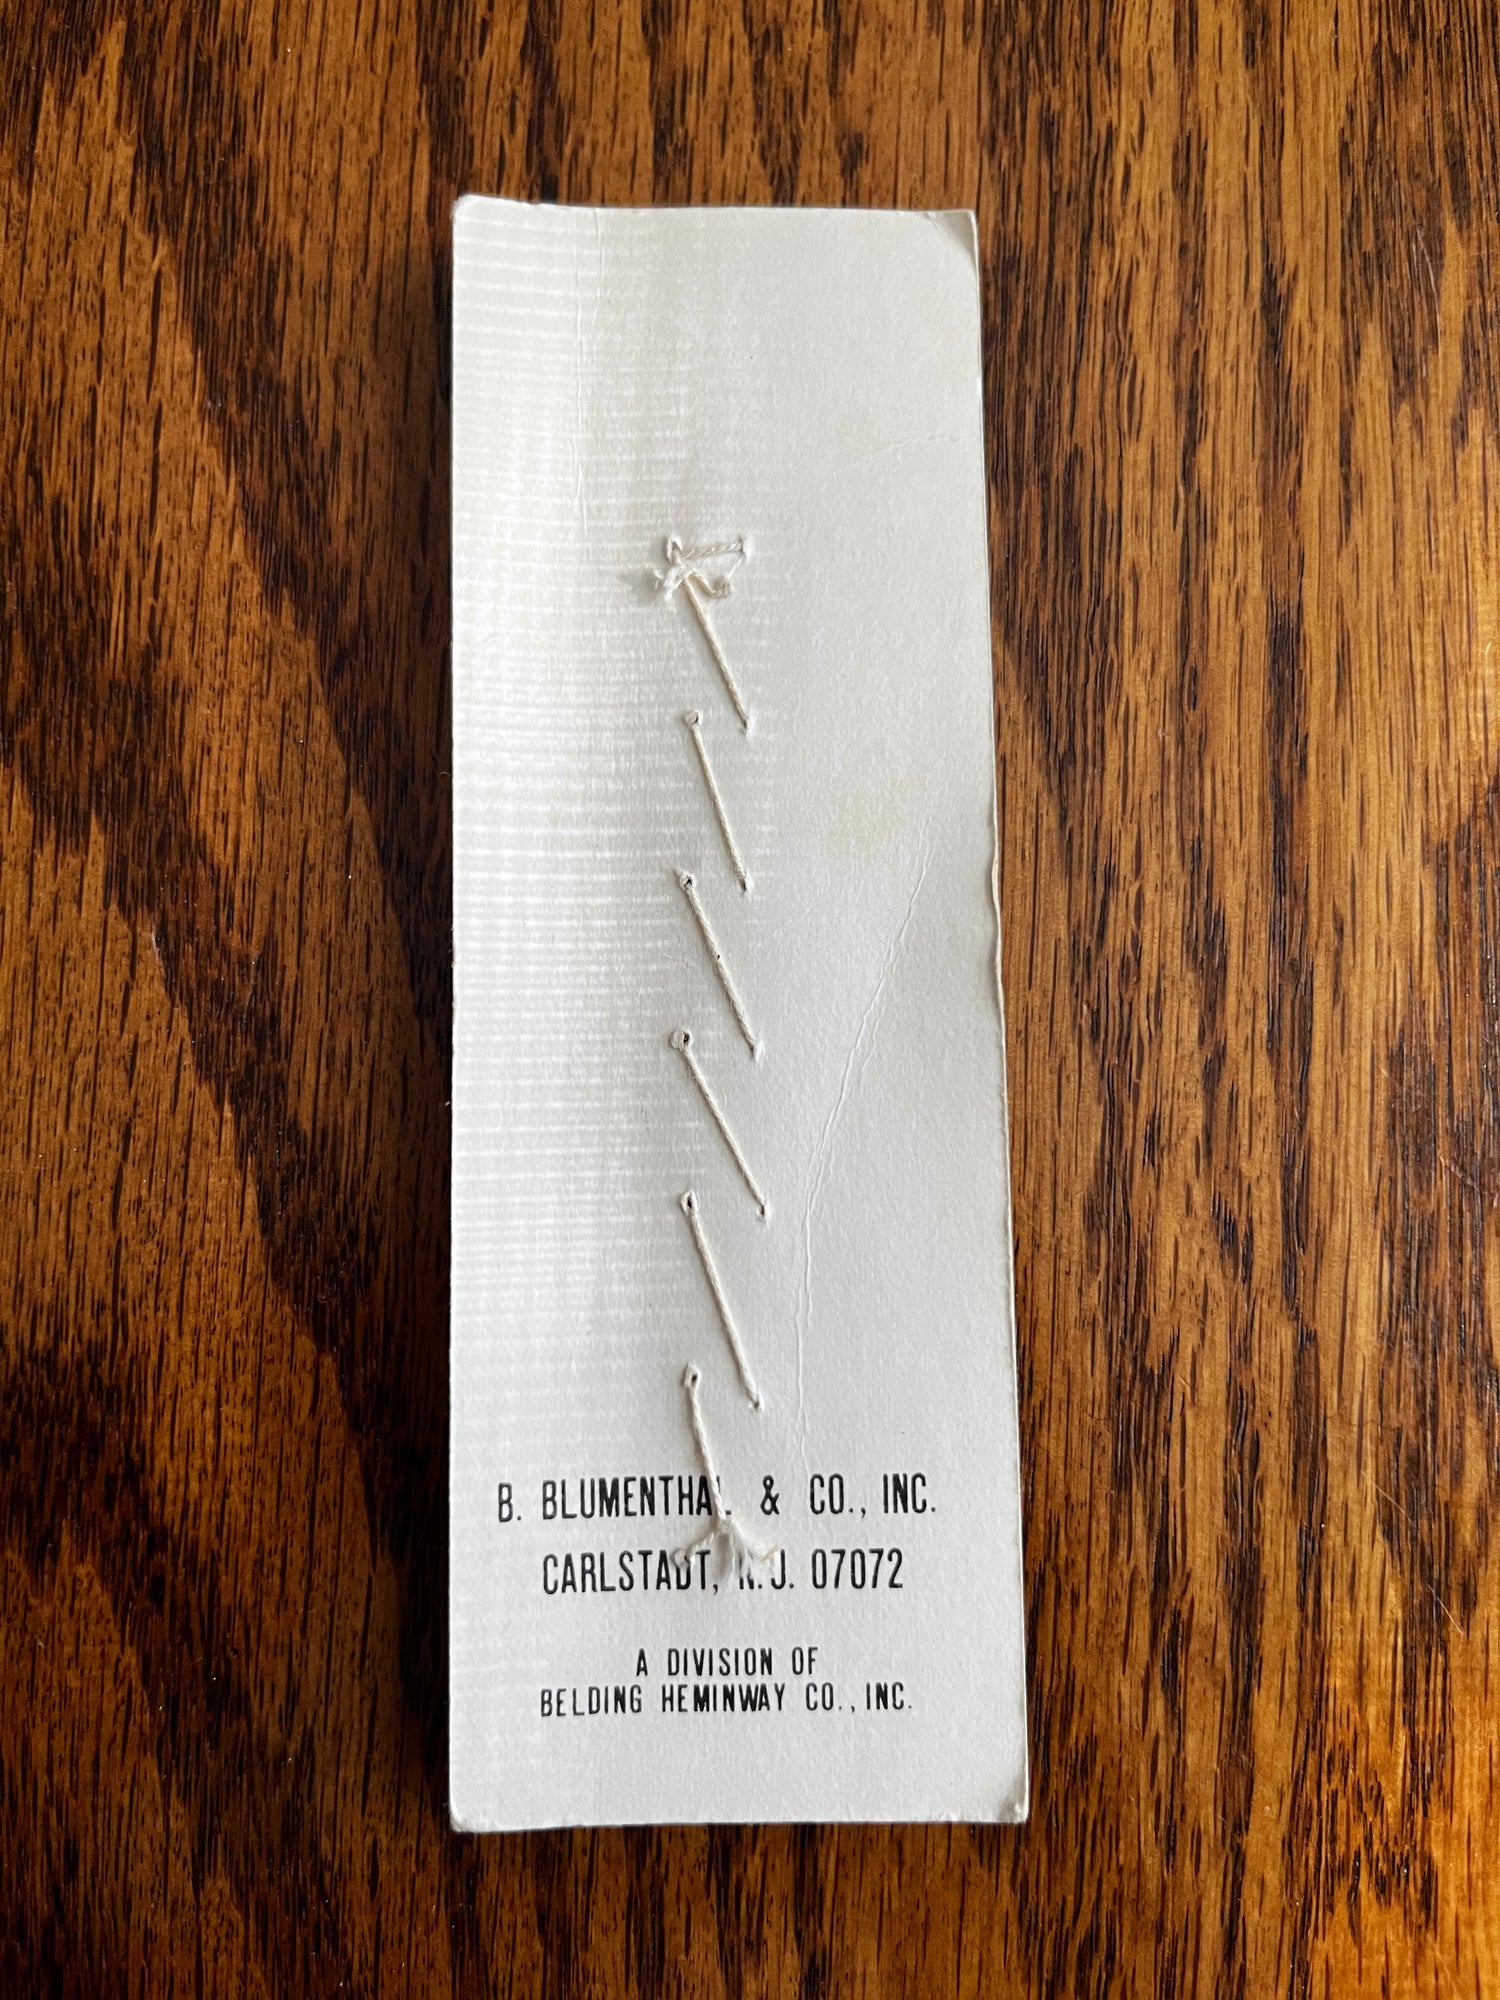 B. BLUMENTHAL & CO., INC.
CARLSTADT, N.J. 07072
A DIVISION OF
BELDING HEMINWAY CO., INC.